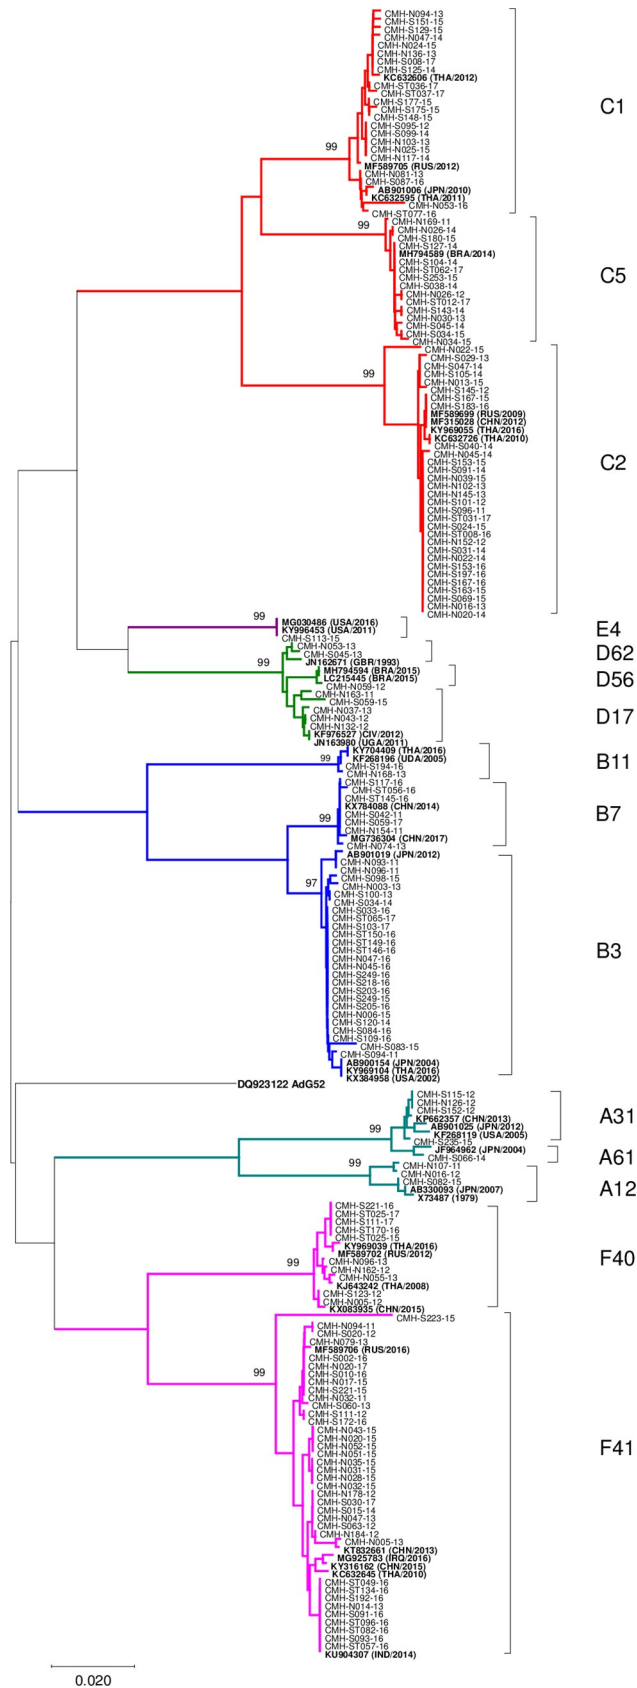 CMH-N094-13
CMH-S151-15
CMH-S129-15
CMH-N047-14
CMH-N024-15
CMH-N136-13
CMH-S008-17
CMH-S125-14
KC632606 (THA/2012)
CMH-ST036-17
CMH-ST037-17
CMH-S177-15
CMH-S175-15
CMH-S148-15
CMH-S095-12
CMH-S099-14
CMH-N103-13
CMH-N025-15
CMH-N117-14
MF589705 (RUS/2012)
CMH-N081-13
CMH-S087-16
AB901006 (JPN/2010)
KC632595 (THA/2011)
CMH-N053-16
CMH-ST077-16
99
C1
CMH-N169-11
CMH-N026-14
CMH-S180-15
CMH-S127-14
MH794589 (BRA/2014)
CMH-S104-14
CMH-ST062-17
CMH-S253-15
CMH-S038-14
CMH-N026-12
CMH-ST012-17
CMH-S143-14
CMH-N030-13
CMH-S045-14
CMH-S034-15
CMH-N034-15
99
C5
CMH-N022-15
CMH-S029-13
CMH-S047-14
CMH-S105-14
CMH-N013-15
CMH-S145-12
CMH-S167-15
CMH-S183-16
MF589699 (RUS/2009)
MF315028 (CHN/2012)
KY969055 (THA/2016)
KC632726 (THA/2010)
CMH-S040-14
CMH-N045-14
CMH-S153-15
CMH-S091-14
CMH-N039-15
CMH-N102-13
CMH-N145-13
CMH-S101-12
CMH-S096-11
CMH-ST031-17
CMH-S024-15
CMH-ST008-16
CMH-N152-12
CMH-S031-14
CMH-N022-14
CMH-S153-16
CMH-S197-16
CMH-S167-16
CMH-S163-15
CMH-S069-15
CMH-N016-13
CMH-N020-14
99
C2
MG030486 (USA/2016)
KY996453 (USA/2011)
99
E4
CMH-S113-15
CMH-N053-13
CMH-S045-13
JN162671 (GBR/1993)
D62
99
MH794594 (BRA/2015)
LC215445 (BRA/2015)
D56
CMH-N059-12
CMH-N163-11
CMH-S059-15
CMH-N037-13
CMH-N043-12
CMH-N132-12
KF976527 )CIV/2012)
JN163980 (UGA/2011)
D17
KY704409 (THA/2016)
KF268196 (UDA/2005)
CMH-S194-16
CMH-N168-13
99
B11
CMH-S117-16
CMH-ST056-16
CMH-ST145-16
KX784088 (CHN/2014)
CMH-S042-11
CMH-S059-17
CMH-N154-11
MG736304 (CHN/2017)
CMH-N074-13
99
B7
AB901019 (JPN/2012)
CMH-N093-11
CMH-N096-11
CMH-S098-15
CMH-N003-13
CMH-S100-13
CMH-S034-14
CMH-S033-16
CMH-ST065-17
CMH-S103-17
CMH-ST150-16
CMH-ST149-16
CMH-ST146-16
CMH-N047-16
CMH-N045-16
CMH-S249-16
CMH-S218-16
CMH-S203-16
CMH-S249-15
CMH-S205-16
CMH-N006-15
CMH-S120-14
CMH-S084-16
CMH-S109-16
CMH-S083-15
CMH-S094-11
AB900154 (JPN/2004)
KY969104 (THA/2016)
KX384958 (USA/2002)
97
B3
DQ923122 AdG52
CMH-S115-12
CMH-N126-12
CMH-S152-12
KP662357 (CHN/2013)
AB901025 (JPN/2012)
KF268119 (USA/2005)
CMH-S235-15
99
A31
JF964962 (JPN/2004)
CMH-S066-14
A61
CMH-N107-11
CMH-N016-12
CMH-S082-15
AB330093 (JPN/2007)
X73487 (1979)
99
A12
CMH-S221-16
CMH-ST025-17
CMH-S111-17
CMH-ST170-16
CMH-ST025-15
KY969039 (THA/2016)
MF589702 (RUS/2012)
CMH-N096-13
CMH-N162-12
CMH-N055-13
KJ643242 (THA/2008)
CMH-S123-12
CMH-N005-12
KX083935 (CHN/2015)
99
F40
CMH-S223-15
CMH-N094-11
CMH-S020-12
CMH-N079-13
MF589706 (RUS/2016)
CMH-S002-16
CMH-N020-17
CMH-S010-16
CMH-N017-15
CMH-S221-15
CMH-N032-11
CMH-S060-13
CMH-S111-12
CMH-S172-16
CMH-N043-15
CMH-N020-15
CMH-N052-15
CMH-N051-15
CMH-N035-15
CMH-N031-15
CMH-N028-15
CMH-N032-15
CMH-N178-12
CMH-S030-17
CMH-S015-14
CMH-N047-13
CMH-S063-12
CMH-N184-12
CMH-N005-13
KT832661 (CHN/2013)
MG925783 (IRQ/2016)
KY316162 (CHN/2015)
KC632645 (THA/2010)
CMH-ST049-16
CMH-ST134-16
CMH-S192-16
CMH-N014-13
CMH-S091-16
CMH-ST096-16
CMH-ST082-16
CMH-S093-16
CMH-ST057-16
KU904307 (IND/2014)
99
F41
0.020